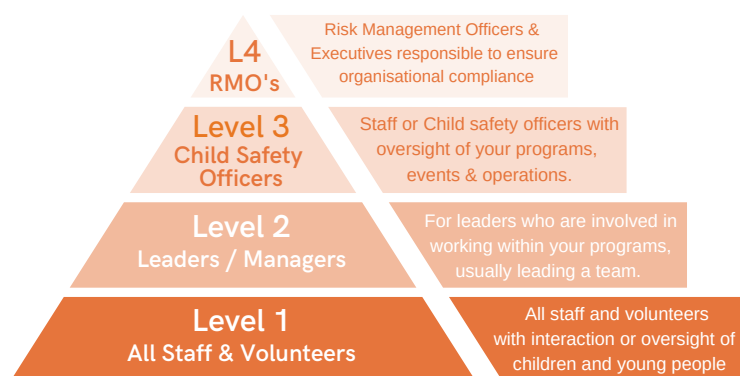 L4
RMO's
Risk Management Officers &
Executives responsible to ensure
organisational compliance
Level 3
Child Safety
Officers
Staff or Child safety officers with
oversight of your programs,
events & operations.
Level 2
Leaders / Managers
For leaders who are involved in
working within your programs,
usually leading a team.
Level 1
All Staff & Volunteers
All staff and volunteers
with interaction or oversight of
children and young people